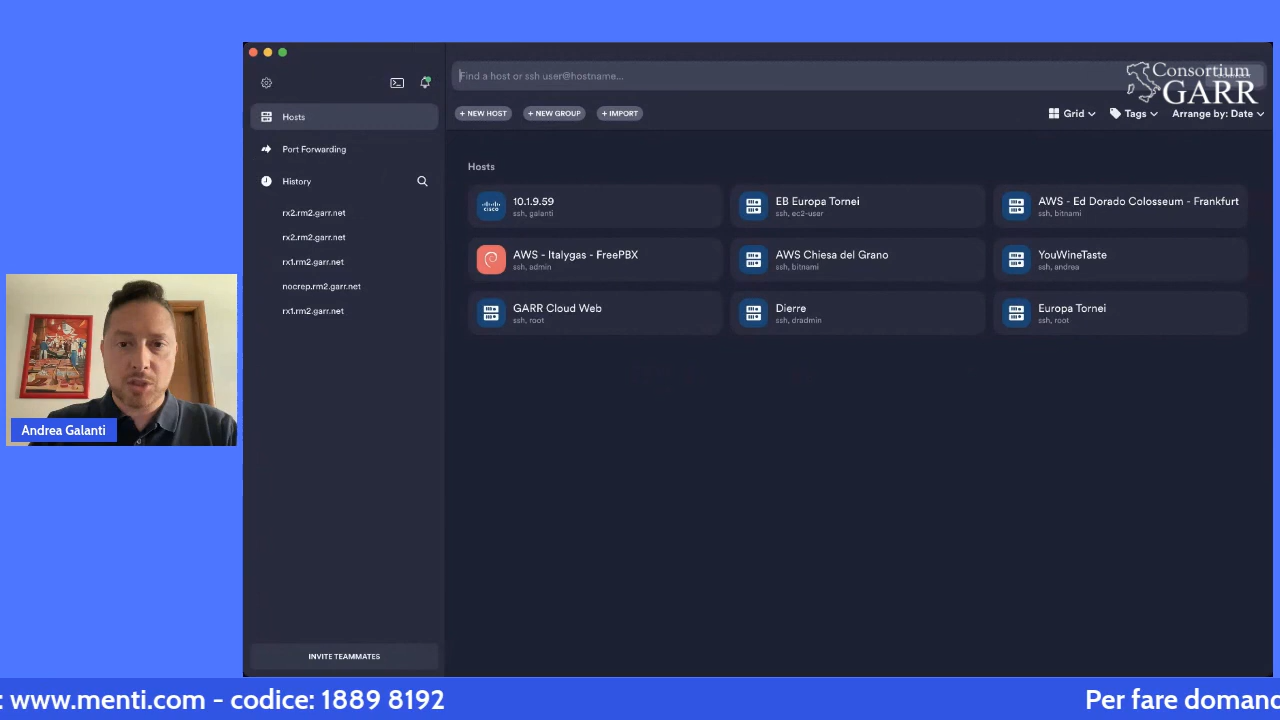 Find a host or ssh user@hostname...
Consortium
GARR
+ NEW HOST
+ NEW GROUP
+ IMPORT
Grid
Tags
Arrange by: Date
Hosts
Port Forwarding
History
rx2.rm2.garr.net
rx2.rm2.garr.net
rx1.rm2.garr.net
nocrep.rm2.garr.net
rx1.rm2.garr.net
INVITE TEAMMATES
Hosts
cisco
10.1.9.59
ssh, galanti
EB Europa Tornei
ssh, ec2-user
AWS - Ed Dorado Colosseum - Frankfurt
ssh, bitnami
AWS - Italygas - FreePBX
ssh, admin
AWS Chiesa del Grano
ssh, bitnami
YouWineTaste
ssh, andrea
GARR Cloud Web
ssh, root
Dierre
ssh, dradmin
Europa Tornei
ssh, root
Andrea Galanti
: www.menti.com - codice: 1889 8192
Per fare domand